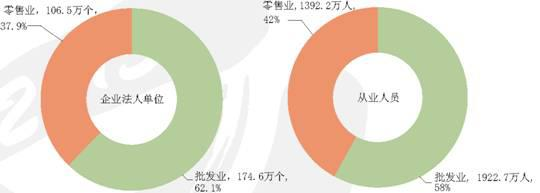 零售业，106.5万个，
37.9%
企业法人单位
批发业，174.6万个，
62.1%
零售业,1392.2万人,
42%
从业人员
批发业，1922.7万人，
58%